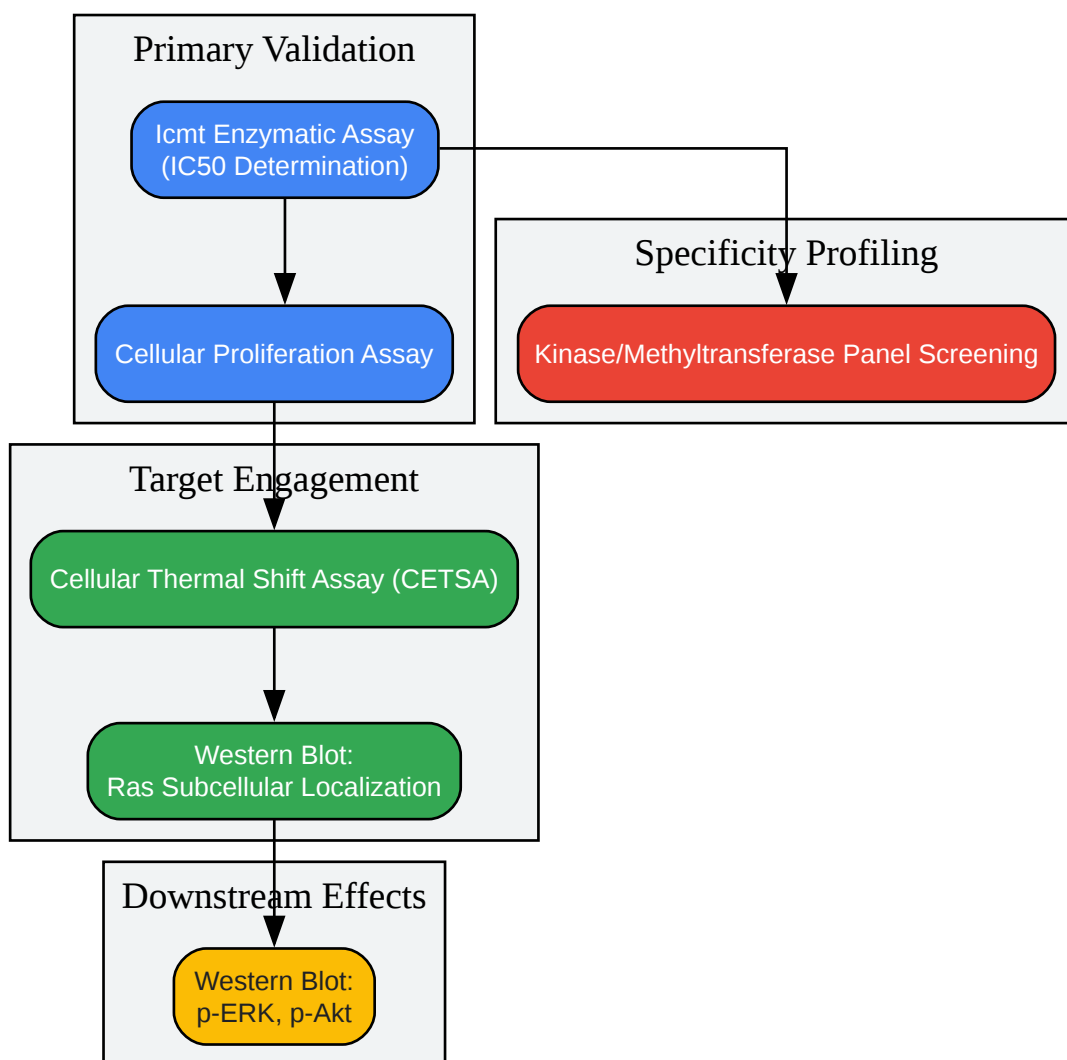 Primary Validation
Icmt Enzymatic Assay
(IC50 Determination)
Cellular Proliferation Assay
Specificity Profiling
Kinase/Methyltransferase Panel Screening
Target Engagement
Cellular Thermal Shift Assay (CETSA)
Western Blot:
Ras Subcellular Localization
Downstream Effects
Western Blot:
p-ERK, p-Akt